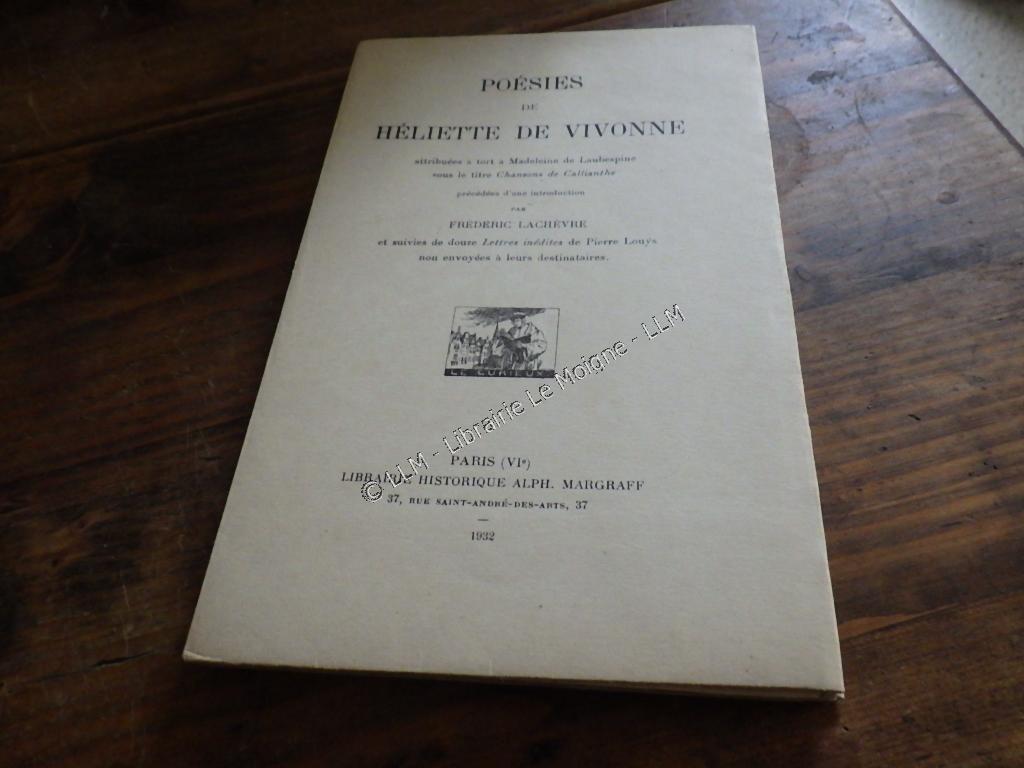 POÉSIES
DE
HÉLIETTE DE VIVONNE
attribuées à tort à Madeleine de Laubespine
sous le titre Chansons de Callianthe
précédées d'une introduction
PAR
FRÉDÉRIC LACHÈVRE
et suivies de douze Lettres inédites de Pierre Louÿs
non envoyées à leurs destinataires.
LE CURIEUX
© LLM - Librairie Le Moigne - LLM
PARIS (VIe)
LIBRAIRIE HISTORIQUE ALPH. MARGRAFF
37, RUE SAINT-ANDRÉ-DES-ARTS, 37
1932